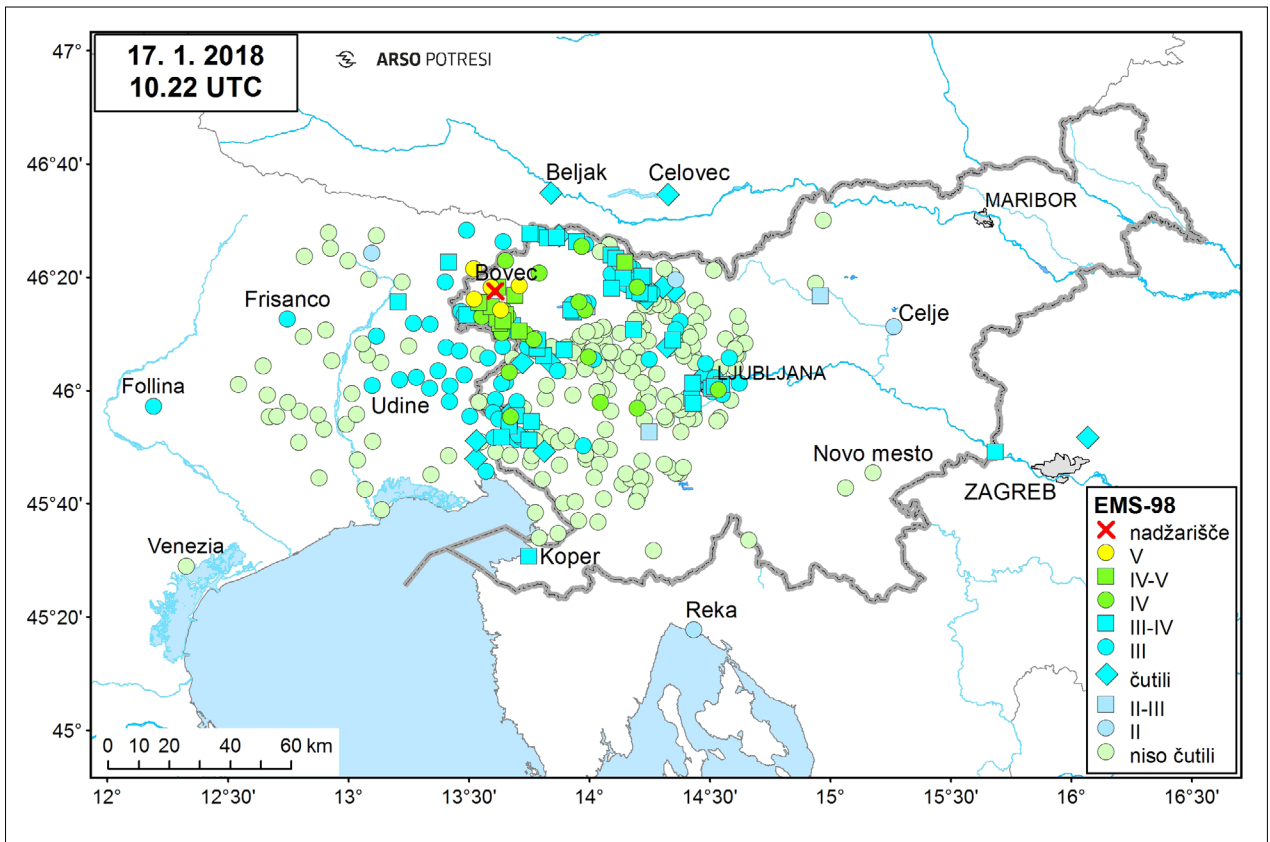 17. 1. 2018
10.22 UTC
ARSO POTRESI
47°
46°40'
46°20'
46°
45°40'
45°20'
45°
Beljak
Celovec
MARIBOR
Bovec
Frisanco
Celje
Follina
Udine
LJUBLJANA
Novo mesto
ZAGREB
Venezia
Koper
Reka
EMS-98
nadžarišče
V
IV-V
IV
III-IV
III
čutili
II-III
II
niso čutili
0 10 20 40 60 km
12° 12°30' 13° 13°30' 14° 14°30' 15° 15°30' 16° 16°30'